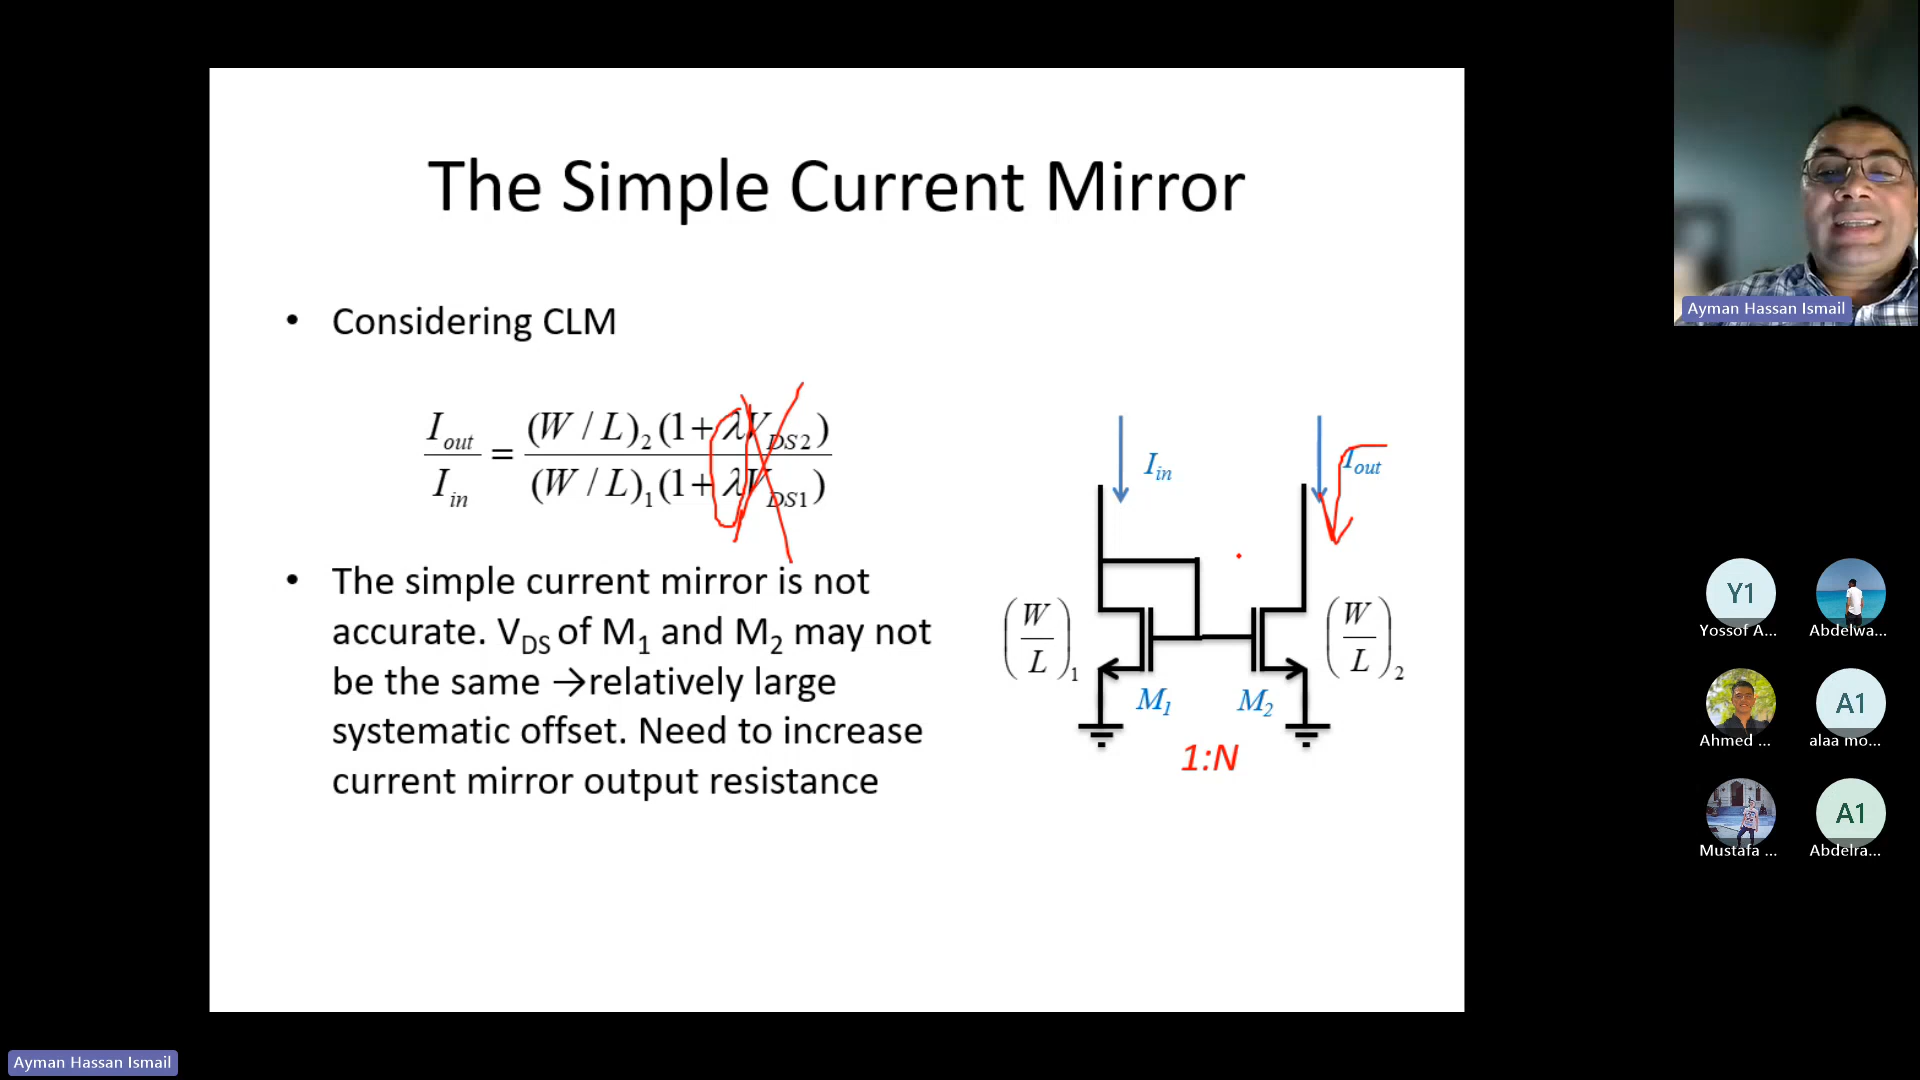 The Simple Current Mirror
• Considering CLM
I_out / I_in = (W / L)_2 (1 + λV_DS2) / (W / L)_1 (1 + λV_DS1)
• The simple current mirror is not
accurate. V_DS of M_1 and M_2 may not
be the same →relatively large
systematic offset. Need to increase
current mirror output resistance
I_in
I_out
(W/L)_1
(W/L)_2
M_1
M_2
1:N
Ayman Hassan Ismail
Y1
Yossof A...
Abdelwa...
Ahmed ...
A1
alaa mo...
Mustafa ...
A1
Abdelra...
Ayman Hassan Ismail